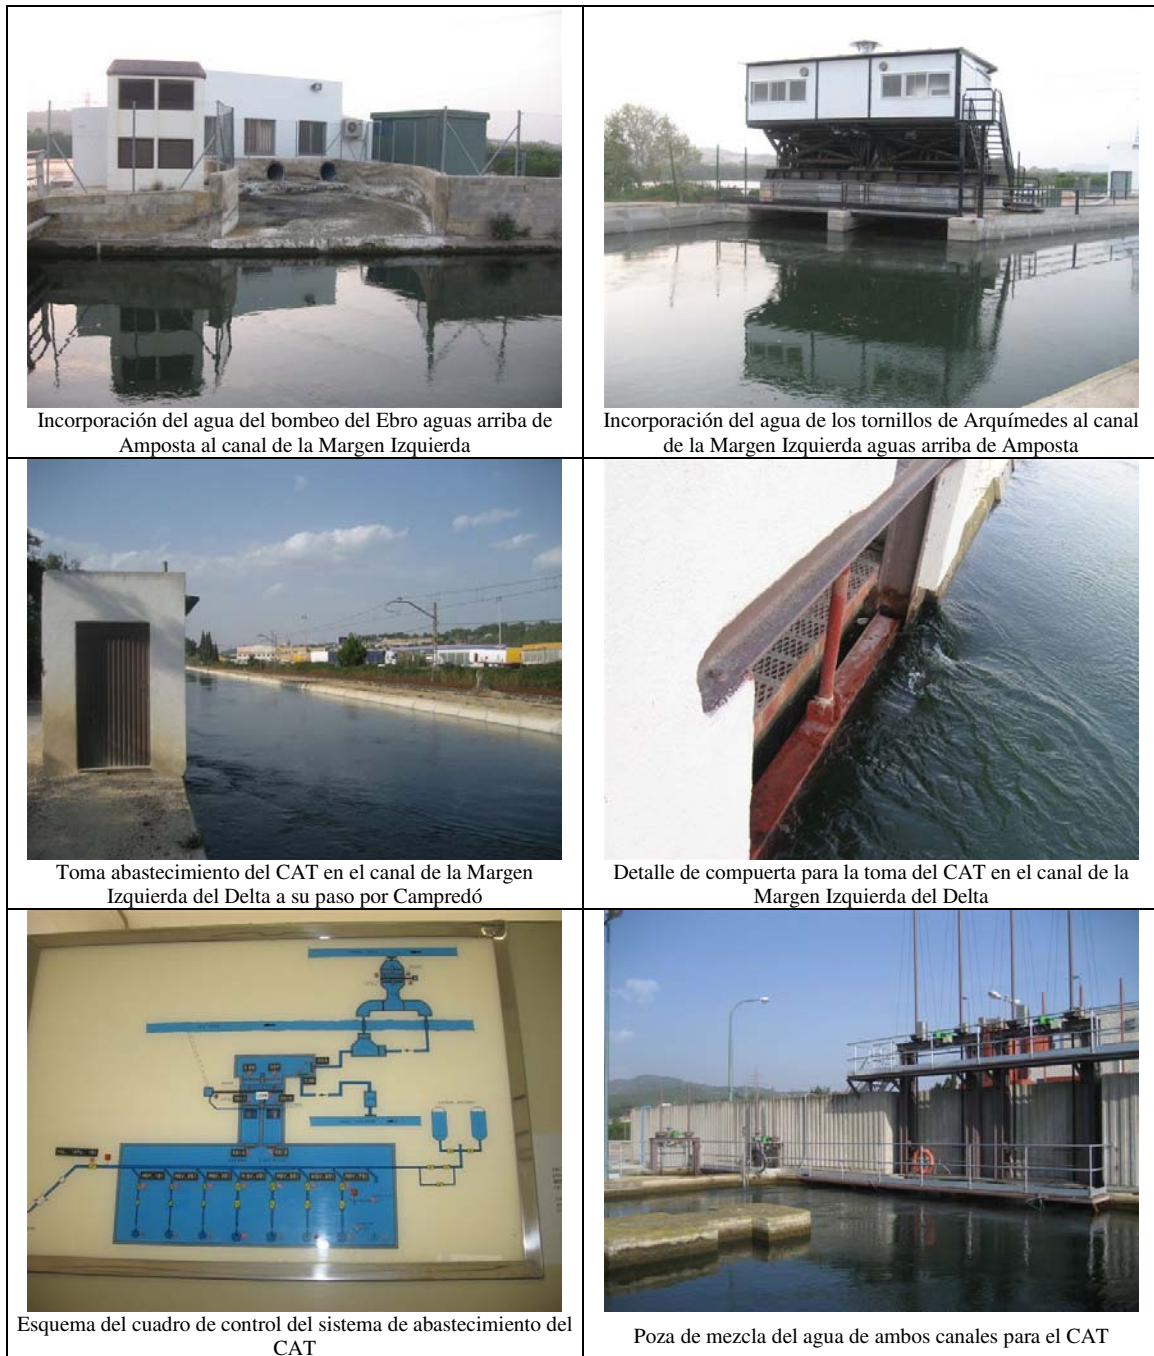 Incorporación del agua del bombeo del Ebro aguas arriba de
Amposta al canal de la Margen Izquierda
Incorporación del agua de los tornillos de Arquímedes al canal
de la Margen Izquierda aguas arriba de Amposta
Toma abastecimiento del CAT en el canal de la Margen
Izquierda del Delta a su paso por Campredó
Detalle de compuerta para la toma del CAT en el canal de la
Margen Izquierda del Delta
Esquema del cuadro de control del sistema de abastecimiento del
CAT
Poza de mezcla del agua de ambos canales para el CAT